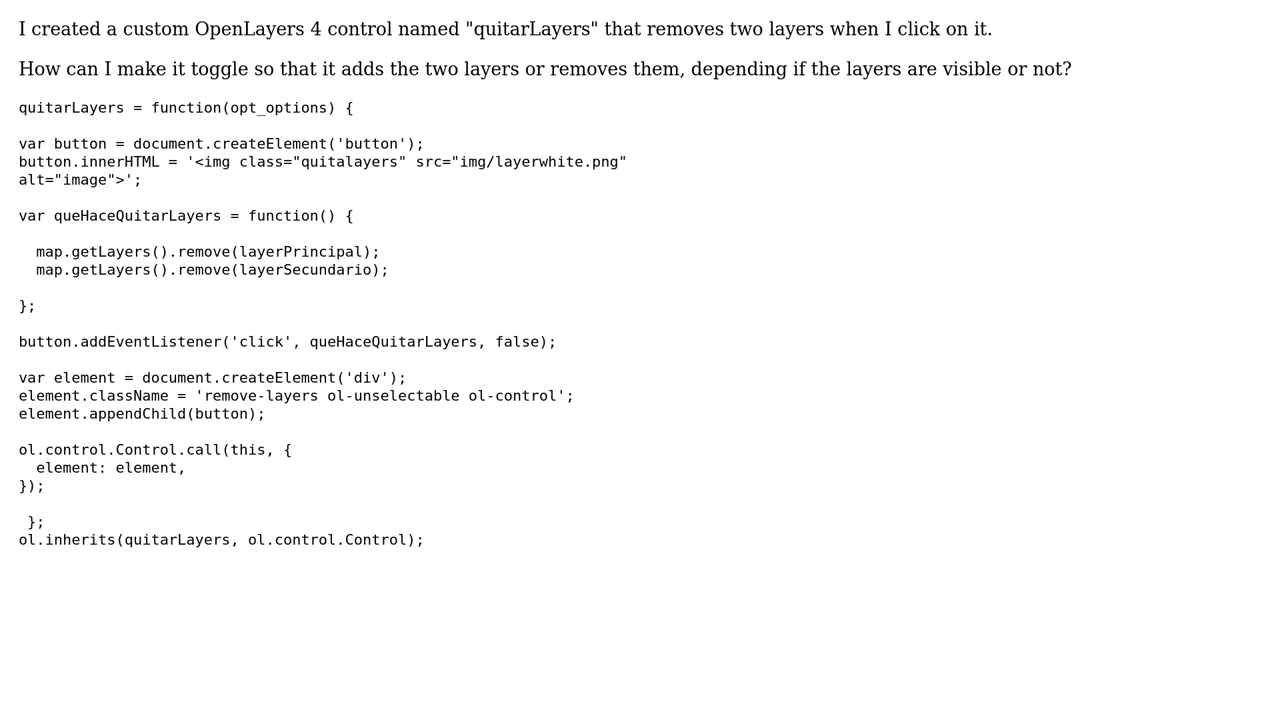 I created a custom OpenLayers 4 control named "quitarLayers" that removes two layers when I click on it.
How can I make it toggle so that it adds the two layers or removes them, depending if the layers are visible or not?
quitarLayers = function(opt_options) {
var button = document.createElement('button');
button.innerHTML = '<img class="quitalayers" src="img/layerwhite.png"
alt="image">';
var queHaceQuitarLayers = function() {
  map.getLayers().remove(layerPrincipal);
  map.getLayers().remove(layerSecundario);
};
button.addEventListener('click', queHaceQuitarLayers, false);
var element = document.createElement('div');
element.className = 'remove-layers ol-unselectable ol-control';
element.appendChild(button);
ol.control.Control.call(this, {
  element: element,
});
 };
ol.inherits(quitarLayers, ol.control.Control);